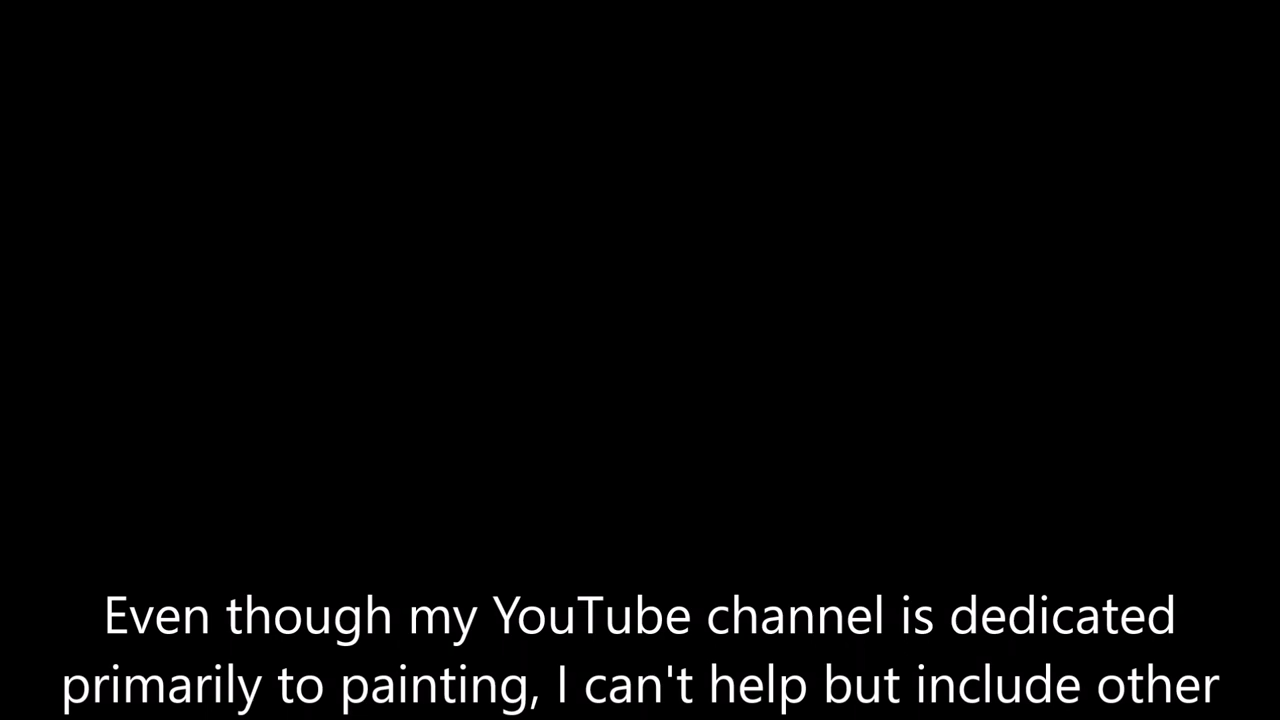 Even though my YouTube channel is dedicated
primarily to painting, I can't help but include other